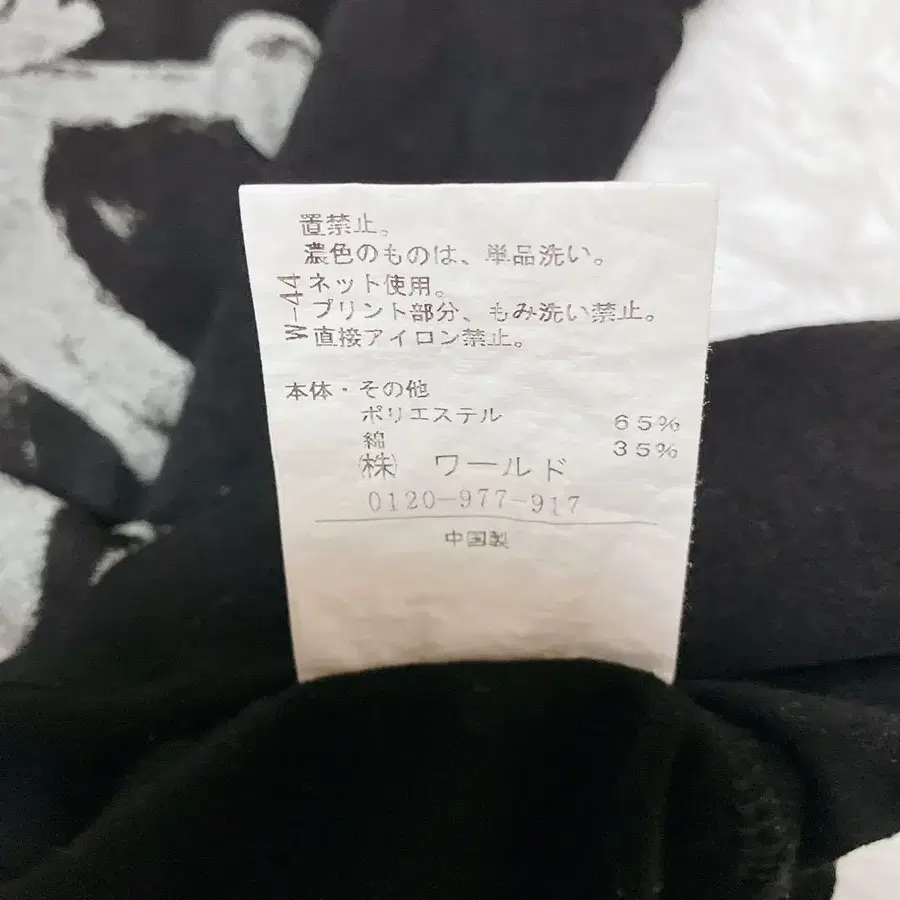 置禁止。
濃色のものは、単品洗い。
ネット使用。
プリント部分、もみ洗い禁止。
直接アイロン禁止。
W-44
本体・その他
ポリエステル 65%
綿 35%
㈱ ワールド
0120-977-917
中国製